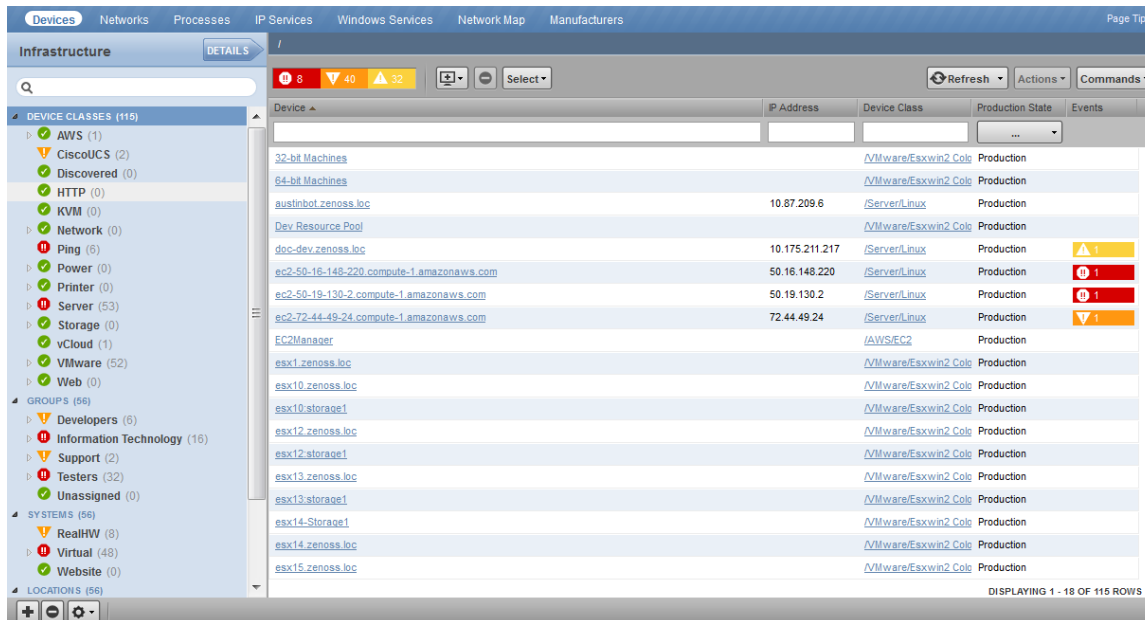 Devices Networks Processes IP Services Windows Services Network Map Manufacturers Page Tip
Infrastructure DETAILS /
8 40 32 Select Refresh Actions Commands
Device IP Address Device Class Production State Events
...
DEVICE CLASSES (115)
AWS (1)
CiscoUCS (2)
Discovered (0)
HTTP (0)
KVM (0)
Network (0)
Ping (6)
Power (0)
Printer (0)
Server (53)
Storage (0)
vCloud (1)
VMware (52)
Web (0)
GROUPS (56)
Developers (6)
Information Technology (16)
Support (2)
Testers (32)
Unassigned (0)
SYSTEMS (56)
RealHW (8)
Virtual (48)
Website (0)
LOCATIONS (56)
32-bit Machines /VMware/Esxwin2 Colo Production
64-bit Machines /VMware/Esxwin2 Colo Production
austinbot.zenoss.loc 10.87.209.6 /Server/Linux Production
Dev Resource Pool /VMware/Esxwin2 Colo Production
doc-dev.zenoss.loc 10.175.211.217 /Server/Linux Production 1
ec2-50-16-148-220.compute-1.amazonaws.com 50.16.148.220 /Server/Linux Production 1
ec2-50-19-130-2.compute-1.amazonaws.com 50.19.130.2 /Server/Linux Production 1
ec2-72-44-49-24.compute-1.amazonaws.com 72.44.49.24 /Server/Linux Production 1
EC2Manager /AWS/EC2 Production
esx1.zenoss.loc /VMware/Esxwin2 Colo Production
esx10.zenoss.loc /VMware/Esxwin2 Colo Production
esx10:storage1 /VMware/Esxwin2 Colo Production
esx12.zenoss.loc /VMware/Esxwin2 Colo Production
esx12:storage1 /VMware/Esxwin2 Colo Production
esx13.zenoss.loc /VMware/Esxwin2 Colo Production
esx13:storage1 /VMware/Esxwin2 Colo Production
esx14-Storage1 /VMware/Esxwin2 Colo Production
esx14.zenoss.loc /VMware/Esxwin2 Colo Production
esx15.zenoss.loc /VMware/Esxwin2 Colo Production
DISPLAYING 1 - 18 OF 115 ROWS